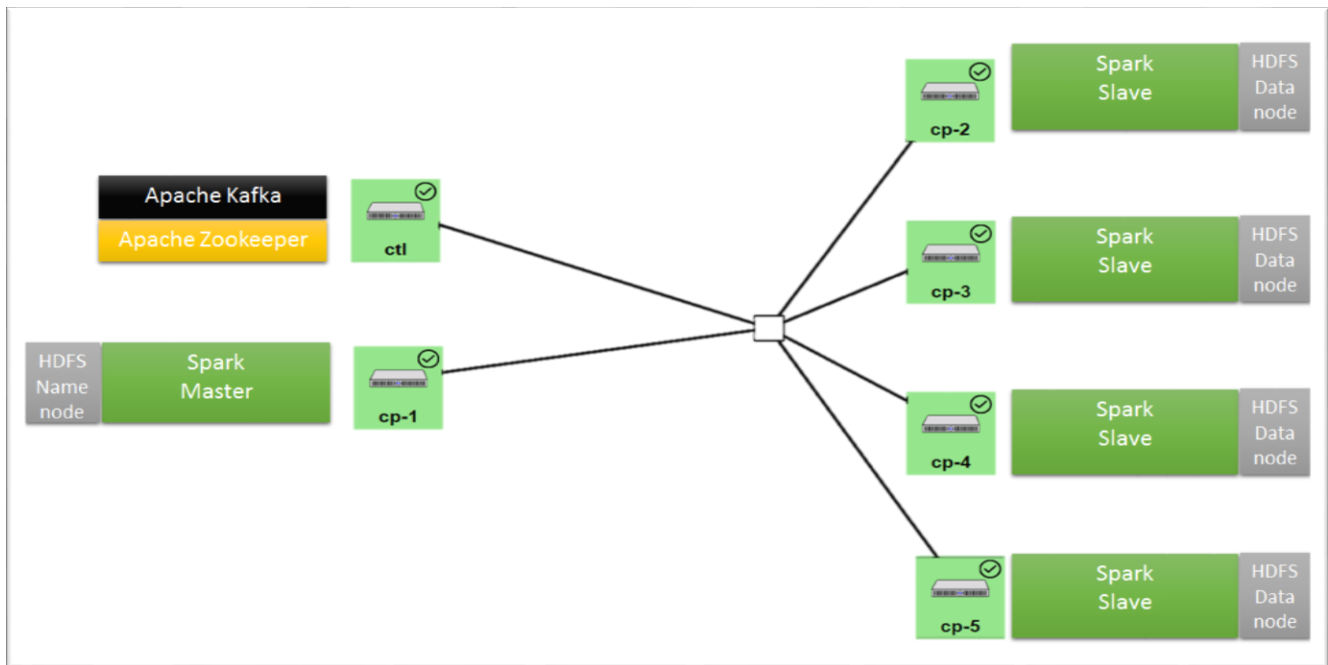 Apache Kafka
Apache Zookeeper
ctl
HDFS
Name
node
Spark
Master
cp-1
cp-2
Spark
Slave
HDFS
Data
node
cp-3
Spark
Slave
HDFS
Data
node
cp-4
Spark
Slave
HDFS
Data
node
cp-5
Spark
Slave
HDFS
Data
node